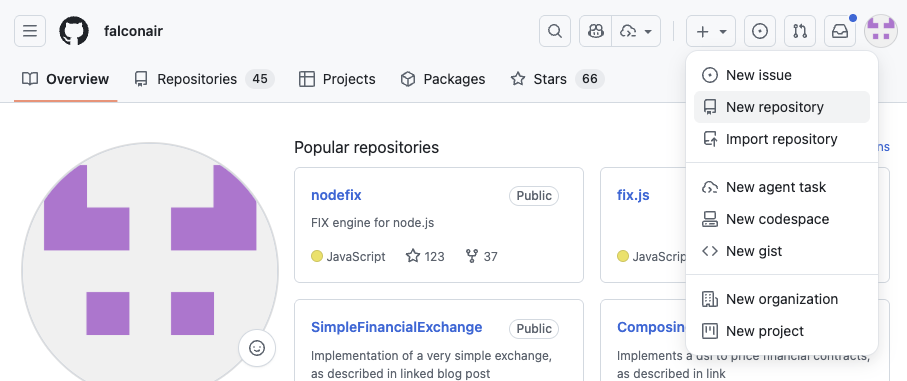 falconair
Overview
Repositories 45
Projects
Packages
Stars 66
New issue
New repository
Import repository
New agent task
New codespace
New gist
New organization
New project
Popular repositories
nodefix
Public
FIX engine for node.js
JavaScript
123
37
fix.js
JavaScript
SimpleFinancialExchange
Public
Implementation of a very simple exchange,
as described in linked blog post
Implements a dsl to price financial contracts,
as described in link